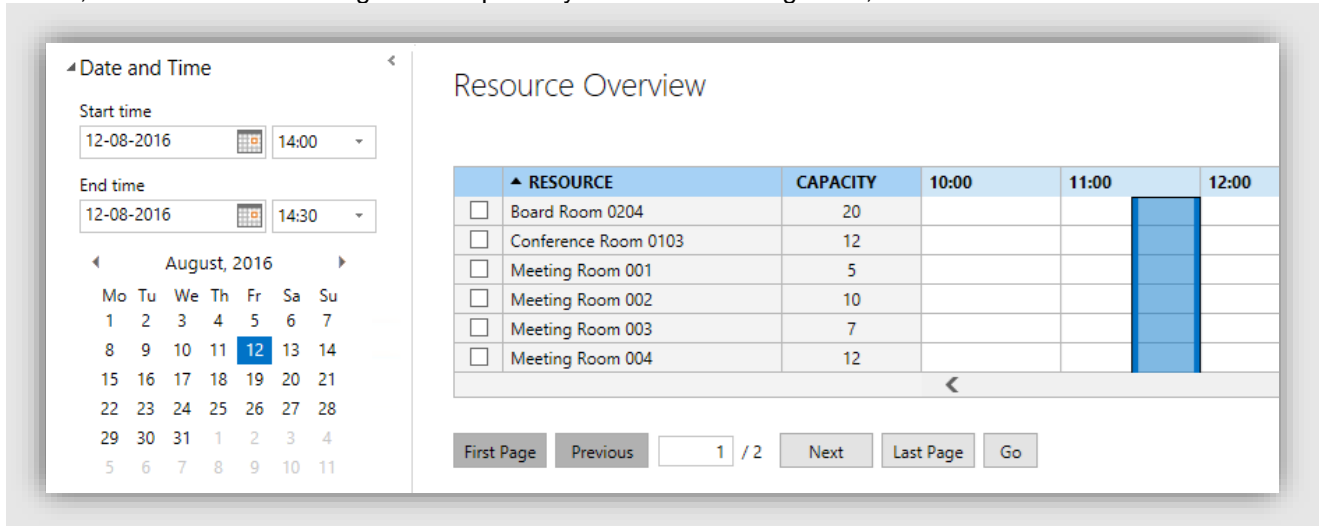 Date and Time
Start time
12-08-2016 14:00
End time
12-08-2016 14:30
August, 2016
Mo Tu We Th Fr Sa Su
1 2 3 4 5 6 7
8 9 10 11 12 13 14
15 16 17 18 19 20 21
22 23 24 25 26 27 28
29 30 31 1 2 3 4
5 6 7 8 9 10 11
Resource Overview
RESOURCE CAPACITY 10:00 11:00 12:00
Board Room 0204 20
Conference Room 0103 12
Meeting Room 001 5
Meeting Room 002 10
Meeting Room 003 7
Meeting Room 004 12
First Page Previous 1 / 2 Next Last Page Go